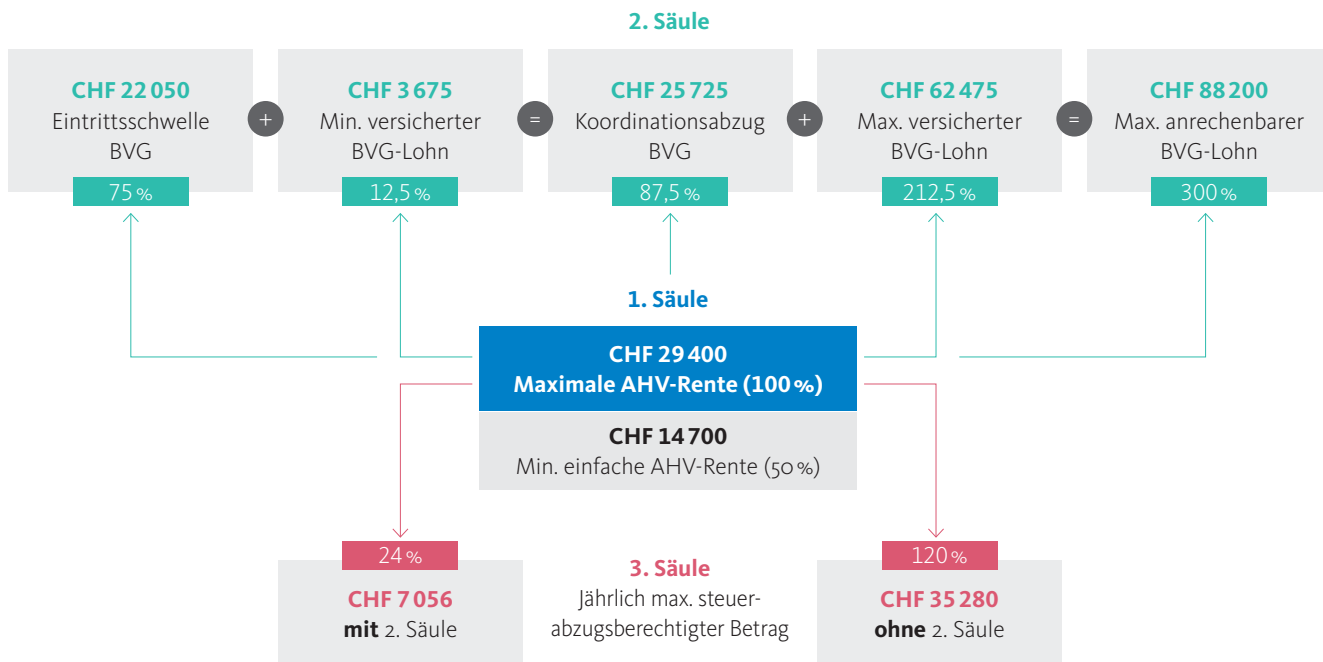 2. Säule
CHF 22 050
Eintrittsschwelle
BVG
75 %
+
CHF 3 675
Min. versicherter
BVG-Lohn
12,5 %
=
CHF 25 725
Koordinationsabzug
BVG
87,5 %
+
CHF 62 475
Max. versicherter
BVG-Lohn
212,5 %
=
CHF 88 200
Max. anrechenbarer
BVG-Lohn
300 %
1. Säule
CHF 29 400
Maximale AHV-Rente (100 %)
CHF 14 700
Min. einfache AHV-Rente (50 %)
24 %
CHF 7 056
mit 2. Säule
3. Säule
Jährlich max. steuer-
abzugsberechtigter Betrag
120 %
CHF 35 280
ohne 2. Säule